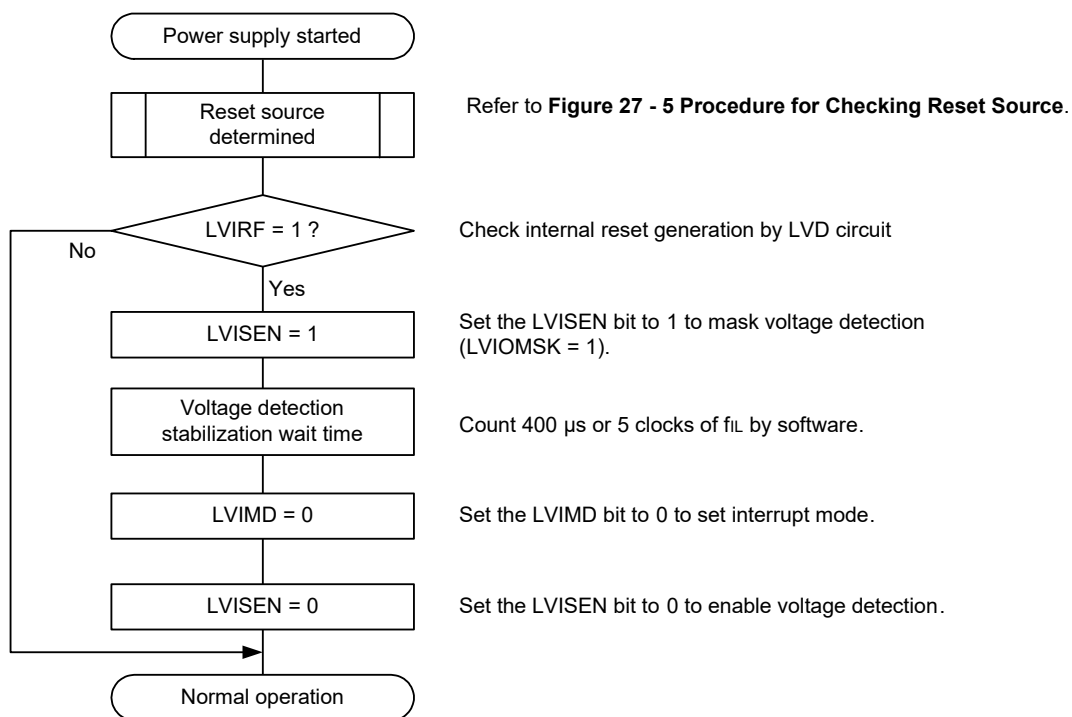 Power supply started
Reset source
determined
Refer to Figure 27 - 5 Procedure for Checking Reset Source.
LVIRF = 1 ?
Check internal reset generation by LVD circuit
No
Yes
LVISEN = 1
Set the LVISEN bit to 1 to mask voltage detection
(LVIOMSK = 1).
Voltage detection
stabilization wait time
Count 400 µs or 5 clocks of fIL by software.
LVIMD = 0
Set the LVIMD bit to 0 to set interrupt mode.
LVISEN = 0
Set the LVISEN bit to 0 to enable voltage detection.
Normal operation